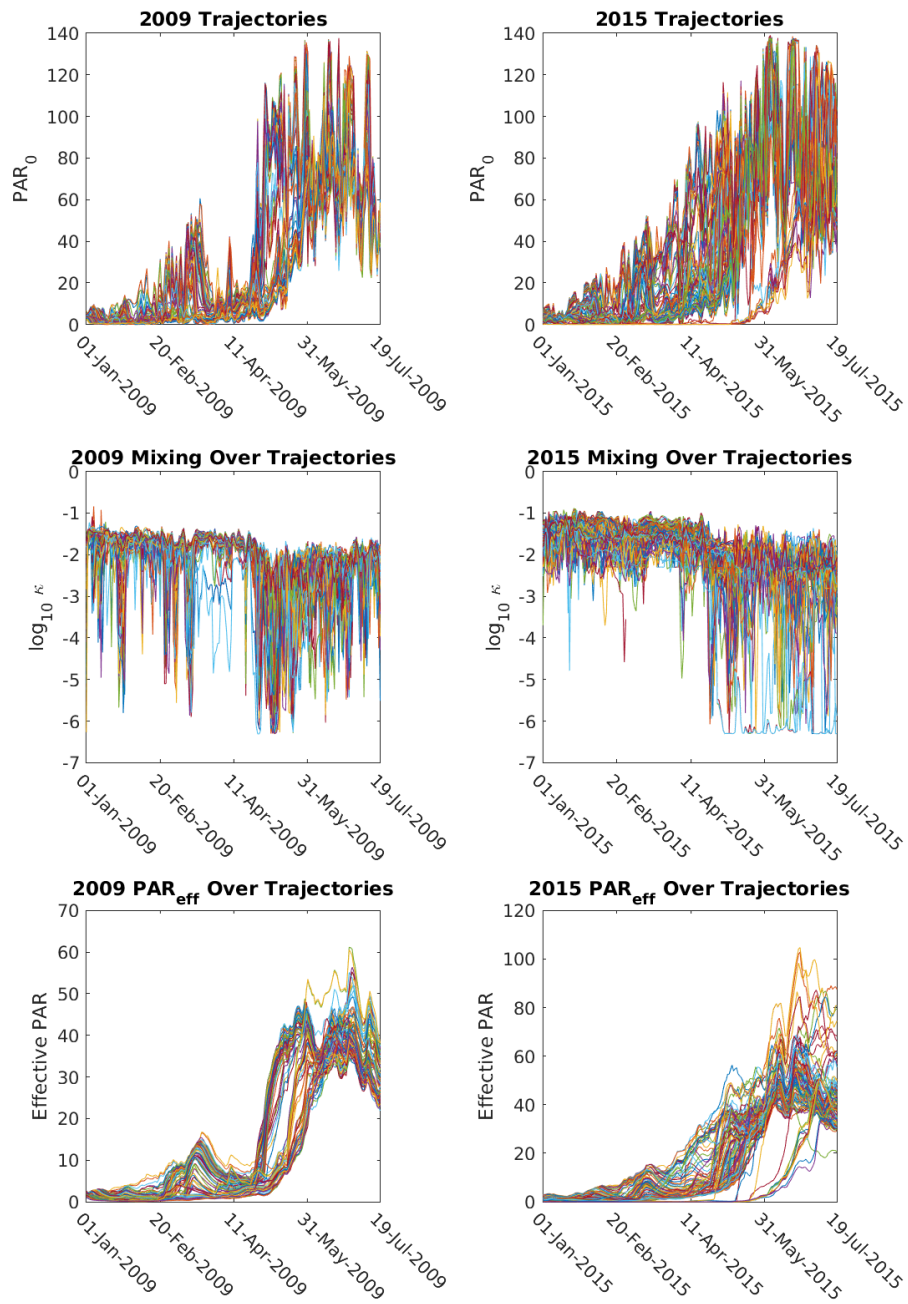 2009 Trajectories
PAR0
140
120
100
80
60
40
20
0
01-Jan-2009
20-Feb-2009
11-Apr-2009
31-May-2009
19-Jul-2009
2015 Trajectories
PAR0
140
120
100
80
60
40
20
0
01-Jan-2015
20-Feb-2015
11-Apr-2015
31-May-2015
19-Jul-2015
2009 Mixing Over Trajectories
log10 κ
0
-1
-2
-3
-4
-5
-6
-7
01-Jan-2009
20-Feb-2009
11-Apr-2009
31-May-2009
19-Jul-2009
2015 Mixing Over Trajectories
log10 κ
0
-1
-2
-3
-4
-5
-6
-7
01-Jan-2015
20-Feb-2015
11-Apr-2015
31-May-2015
19-Jul-2015
2009 PAReff Over Trajectories
Effective PAR
70
60
50
40
30
20
10
0
01-Jan-2009
20-Feb-2009
11-Apr-2009
31-May-2009
19-Jul-2009
2015 PAReff Over Trajectories
Effective PAR
120
100
80
60
40
20
0
01-Jan-2015
20-Feb-2015
11-Apr-2015
31-May-2015
19-Jul-2015